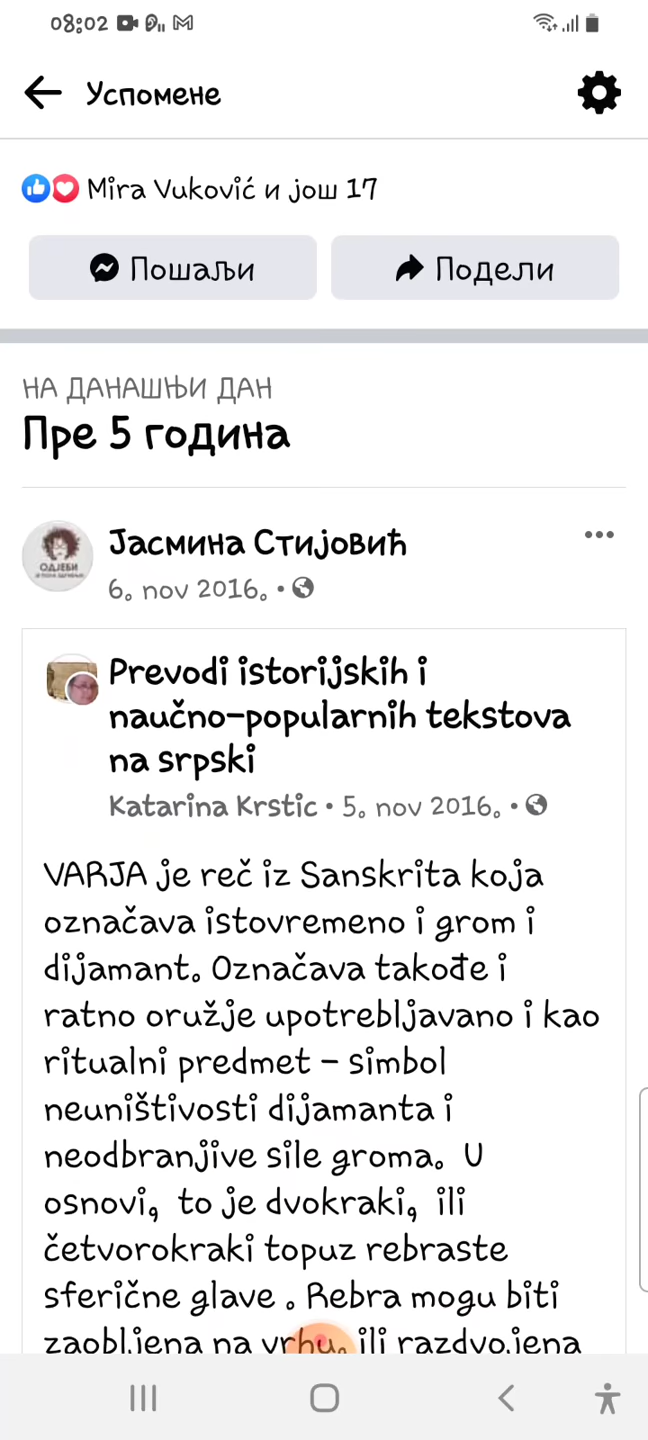 08:02
Успомене
Mira Vuković и још 17
Пошаљи
Подели
НА ДАНАШЊИ ДАН
Пре 5 година
Јасмина Стијовић
ОДЈЕБИ
6. nov 2016. •
Prevodi istorijskih i
naučno-popularnih tekstova
na srpski
Katarina Krstic • 5. nov 2016. •
VARJA je reč iz Sanskrita koja
označava istovremeno i grom i
dijamant. Označava takođe i
ratno oružje upotrebljavano i kao
ritualni predmet – simbol
neuništivosti dijamanta i
neodbranjive sile groma. U
osnovi, to je dvokraki, ili
četvorokraki topuz rebraste
sferične glave . Rebra mogu biti
zaobljena na vrhu, ili razdvojena